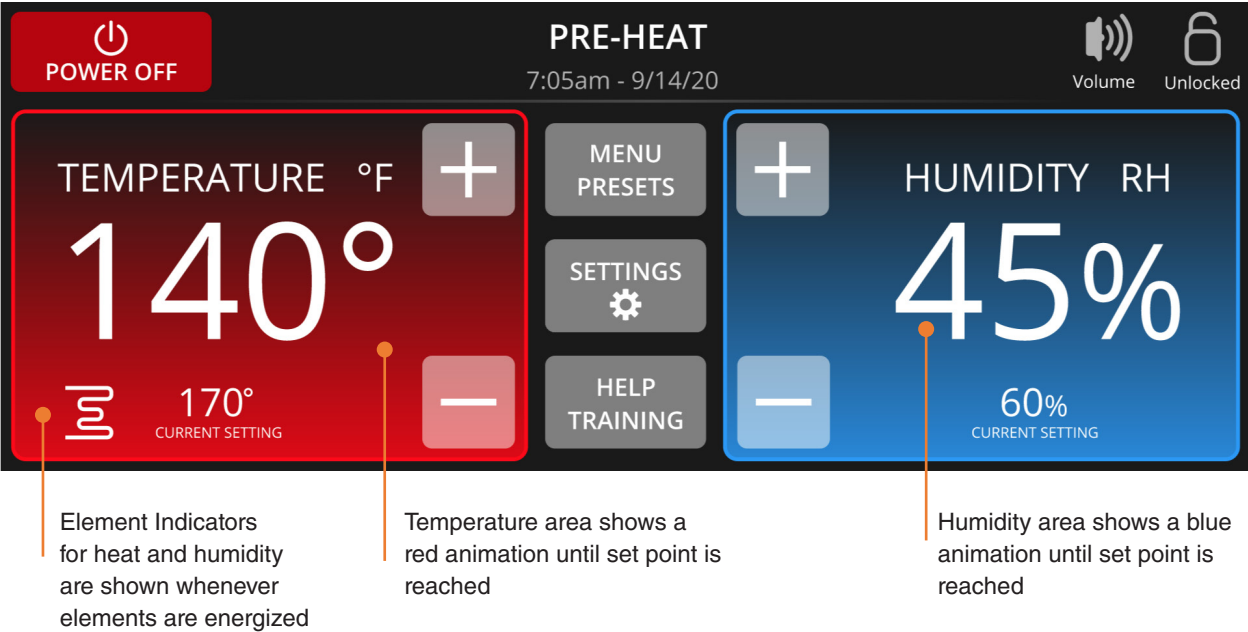 POWER OFF
PRE-HEAT
7:05am - 9/14/20
Volume
Unlocked
TEMPERATURE °F
140°
170°
CURRENT SETTING
MENU
PRESETS
SETTINGS
HELP
TRAINING
HUMIDITY RH
45%
60%
CURRENT SETTING
Element Indicators
for heat and humidity
are shown whenever
elements are energized
Temperature area shows a
red animation until set point is
reached
Humidity area shows a blue
animation until set point is
reached